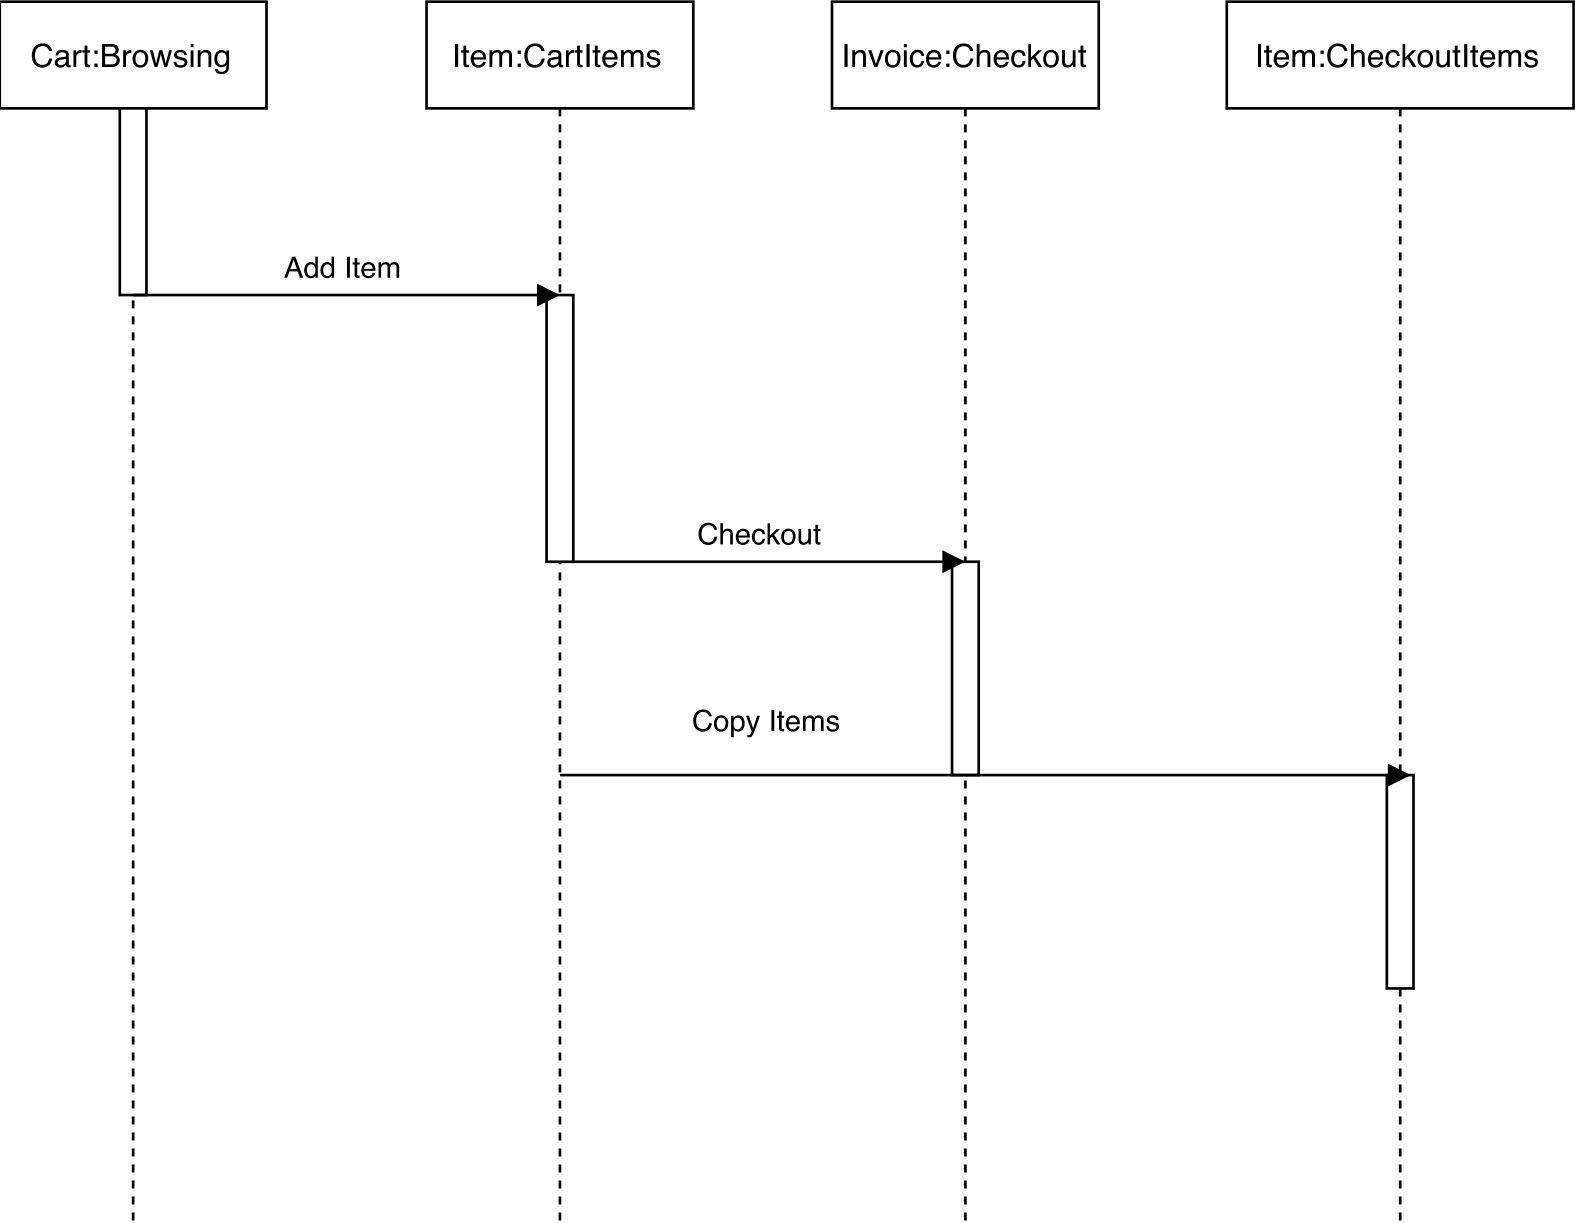 Cart:Browsing
Item:CartItems
Invoice:Checkout
Item:CheckoutItems
Add Item
Checkout
Copy Items